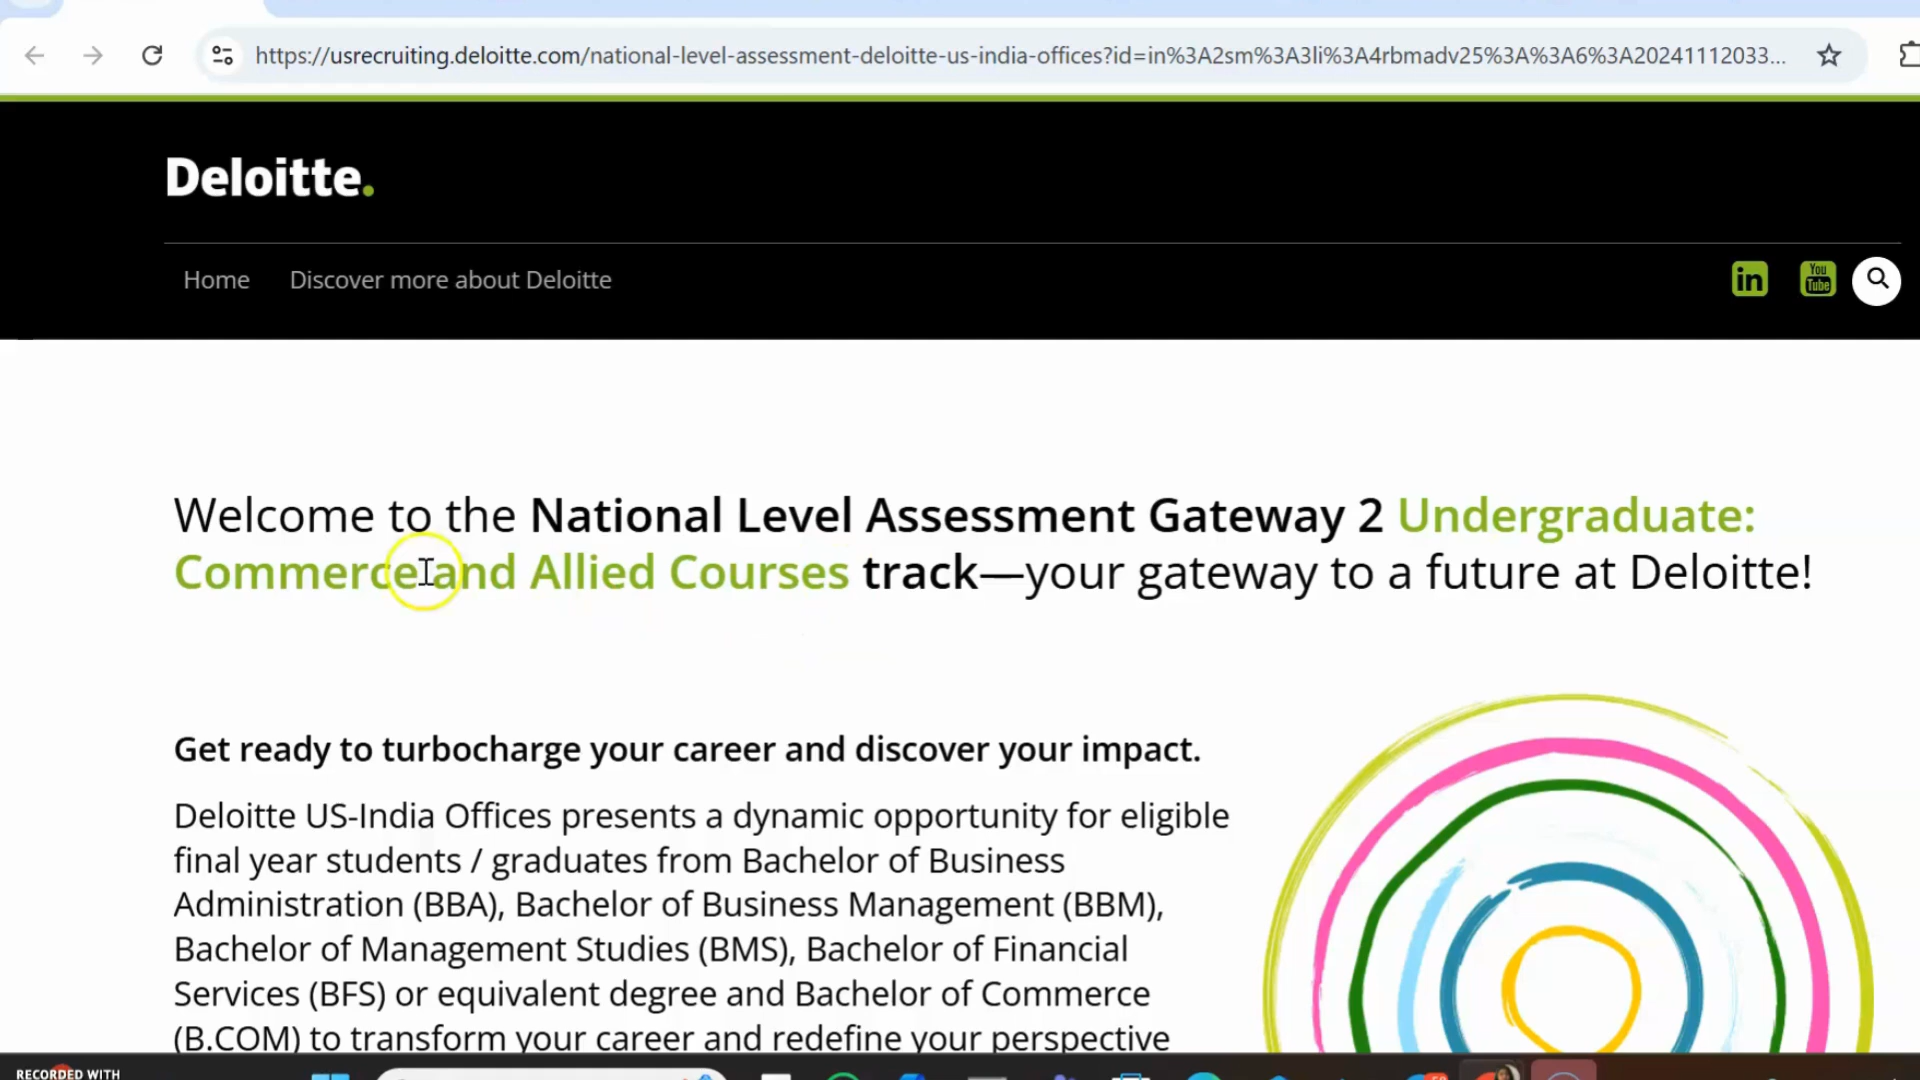 https://usrecruiting.deloitte.com/national-level-assessment-deloitte-us-india-offices?id=in%3A2sm%3A3li%3A4rbmadv25%3A%3A6%3A20241112033...
Deloitte.
Home Discover more about Deloitte
in You Tube
Welcome to the National Level Assessment Gateway 2 Undergraduate:
Commerce and Allied Courses track—your gateway to a future at Deloitte!
Get ready to turbocharge your career and discover your impact.
Deloitte US-India Offices presents a dynamic opportunity for eligible
final year students / graduates from Bachelor of Business
Administration (BBA), Bachelor of Business Management (BBM),
Bachelor of Management Studies (BMS), Bachelor of Financial
Services (BFS) or equivalent degree and Bachelor of Commerce
(B.COM) to transform your career and redefine your perspective
RECORDED WITH